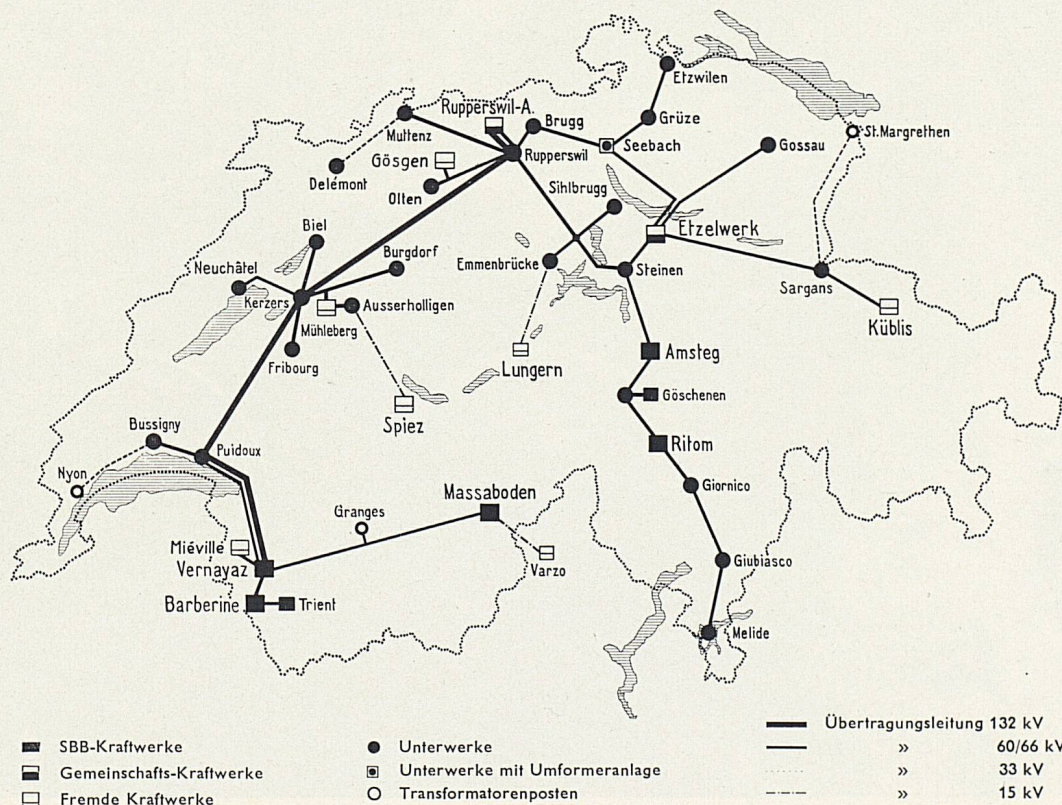 Etzwilen
Rupperswil-A.
Brugg
Grüze
Muttenz
Seebach
Gossau
St.Margrethen
Gösgen
Rupperswil
Delémont
Olten
Sihlbrugg
Biel
Etzelwerk
Neuchâtel
Burgdorf
Emmenbrücke
Steinen
Sargans
Kerzers
Ausserholligen
Mühleberg
Küblis
Fribourg
Lungern
Amsteg
Göschenen
Spiez
Bussigny
Puidoux
Ritom
Nyon
Massaboden
Giornico
Granges
Miéville
Vernayaz
Varzo
Giubiasco
Barberine
Trient
Melide
SBB-Kraftwerke
Gemeinschafts-Kraftwerke
Fremde Kraftwerke
Unterwerke
Unterwerke mit Umformeranlage
Transformatorenposten
Übertragungsleitung 132 kV
» 60/66 kV
» 33 kV
» 15 kV